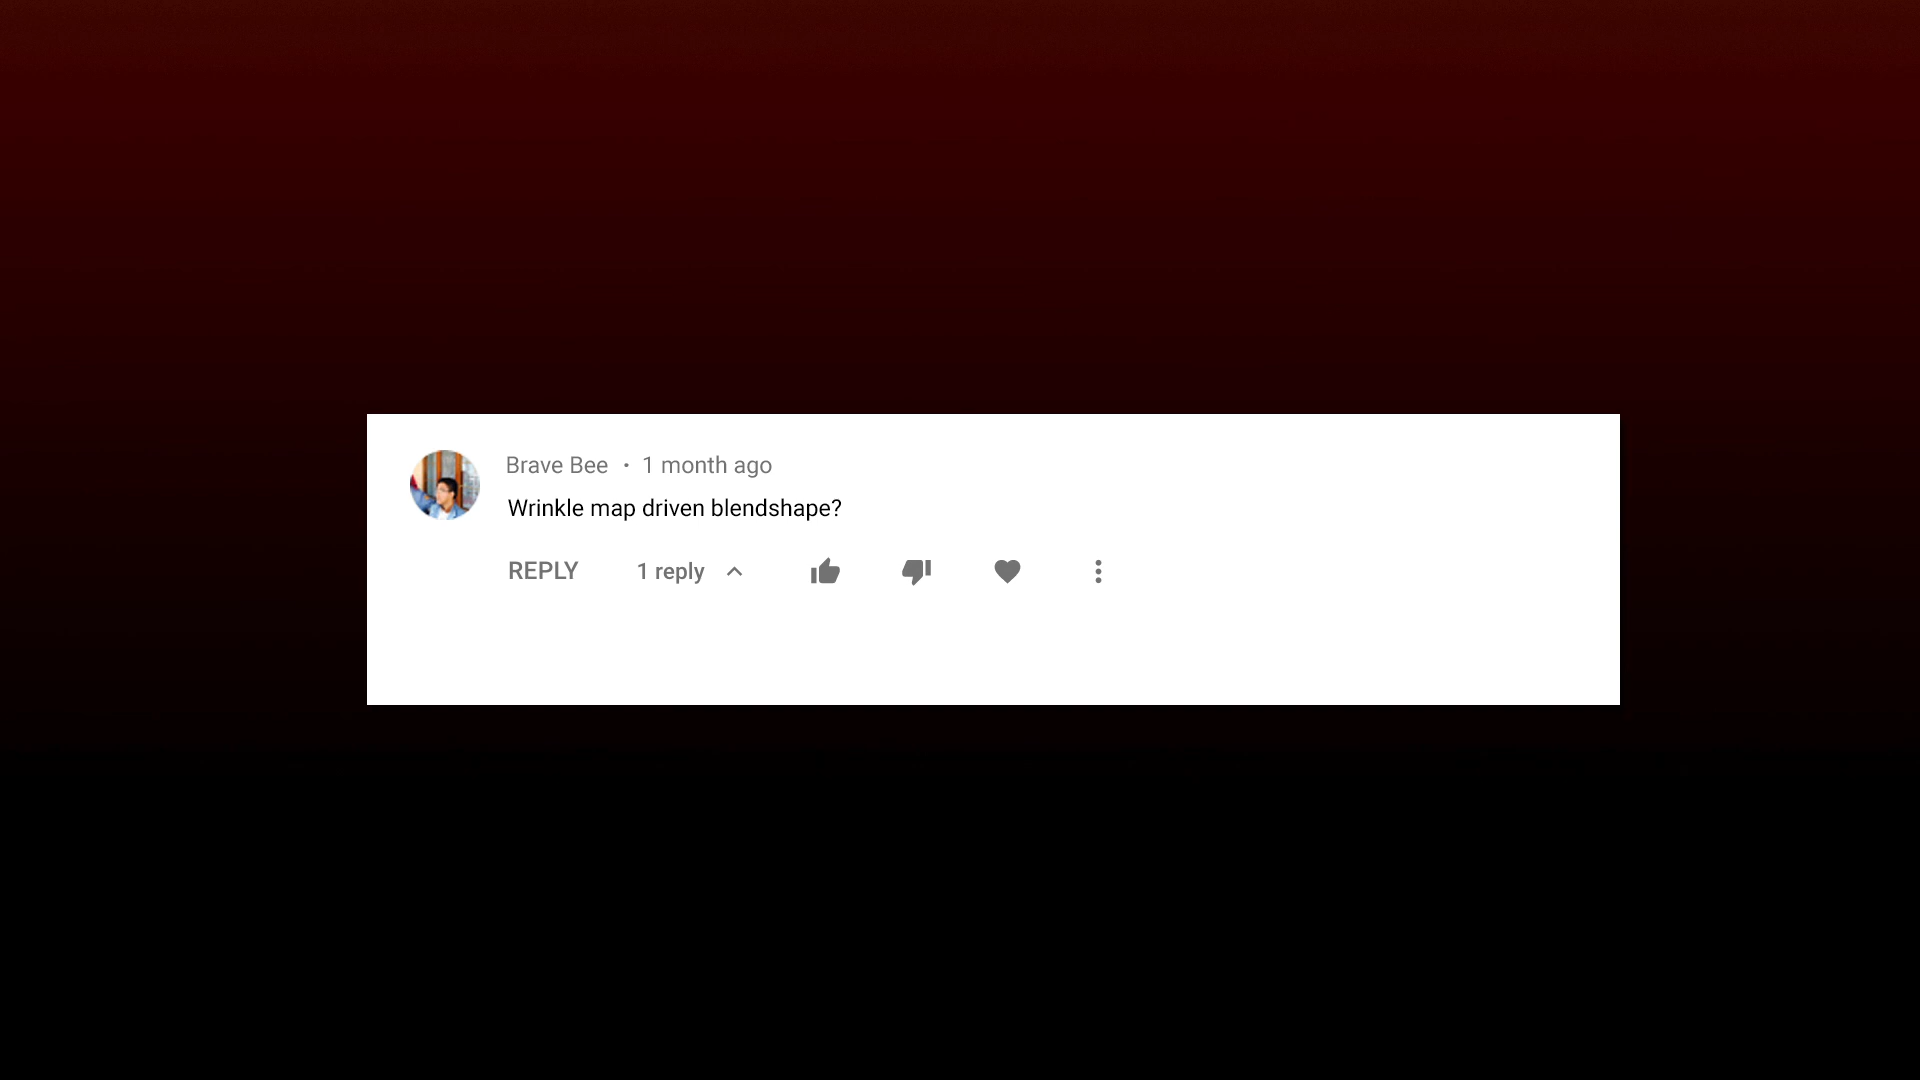 Brave Bee • 1 month ago
Wrinkle map driven blendshape?
REPLY 1 reply